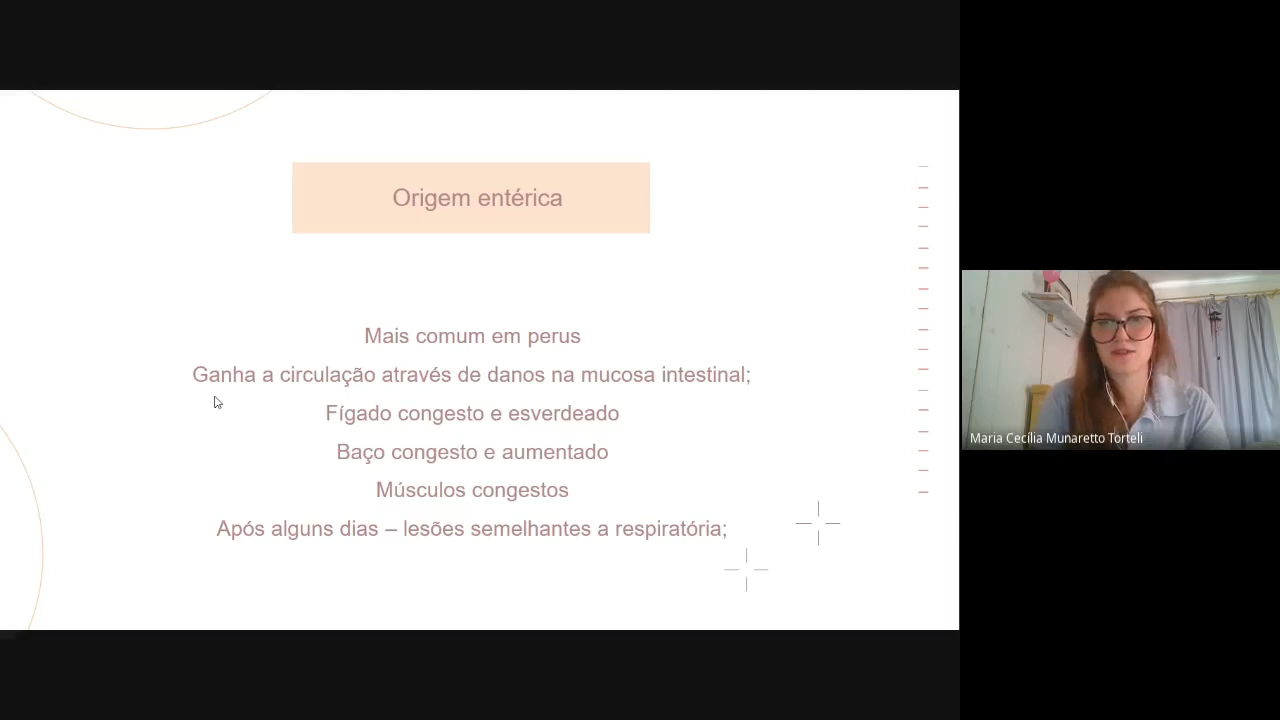 Origem entérica
Mais comum em perus
Ganha a circulação através de danos na mucosa intestinal;
Fígado congesto e esverdeado
Baço congesto e aumentado
Músculos congestos
Após alguns dias – lesões semelhantes a respiratória;
Maria Cecília Munaretto Torteli